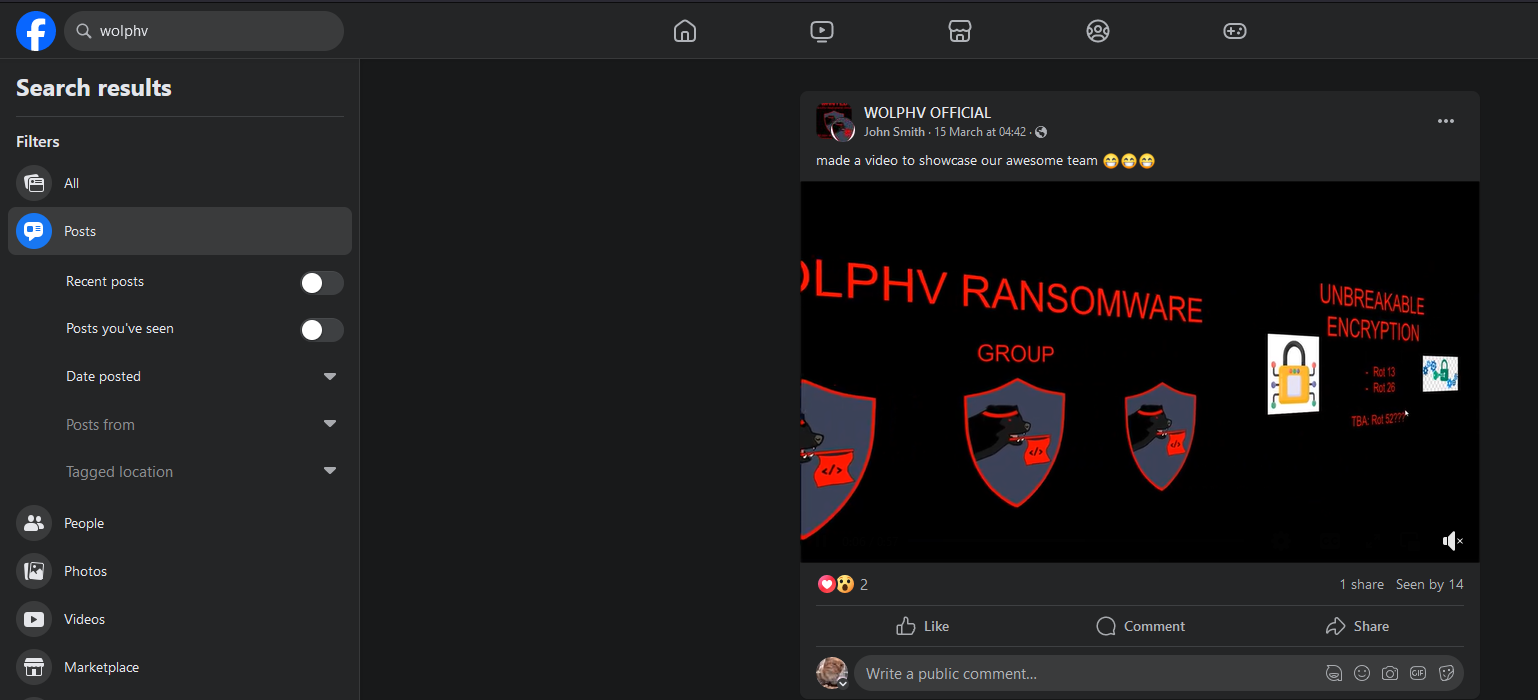 wolphv
Search results
Filters
All
Posts
Recent posts
Posts you've seen
Date posted
Posts from
Tagged location
People
Photos
Videos
Marketplace
WOLPHV OFFICIAL
John Smith · 15 March at 04:42 ·
made a video to showcase our awesome team 😁😁😁
OLPHV RANSOMWARE
GROUP
</>
</>
</>
UNBREAKABLE
ENCRYPTION
- Rot 13
- Rot 26
TBA: Rot 52???
2
1 share Seen by 14
Like Comment Share
Write a public comment...
GIF